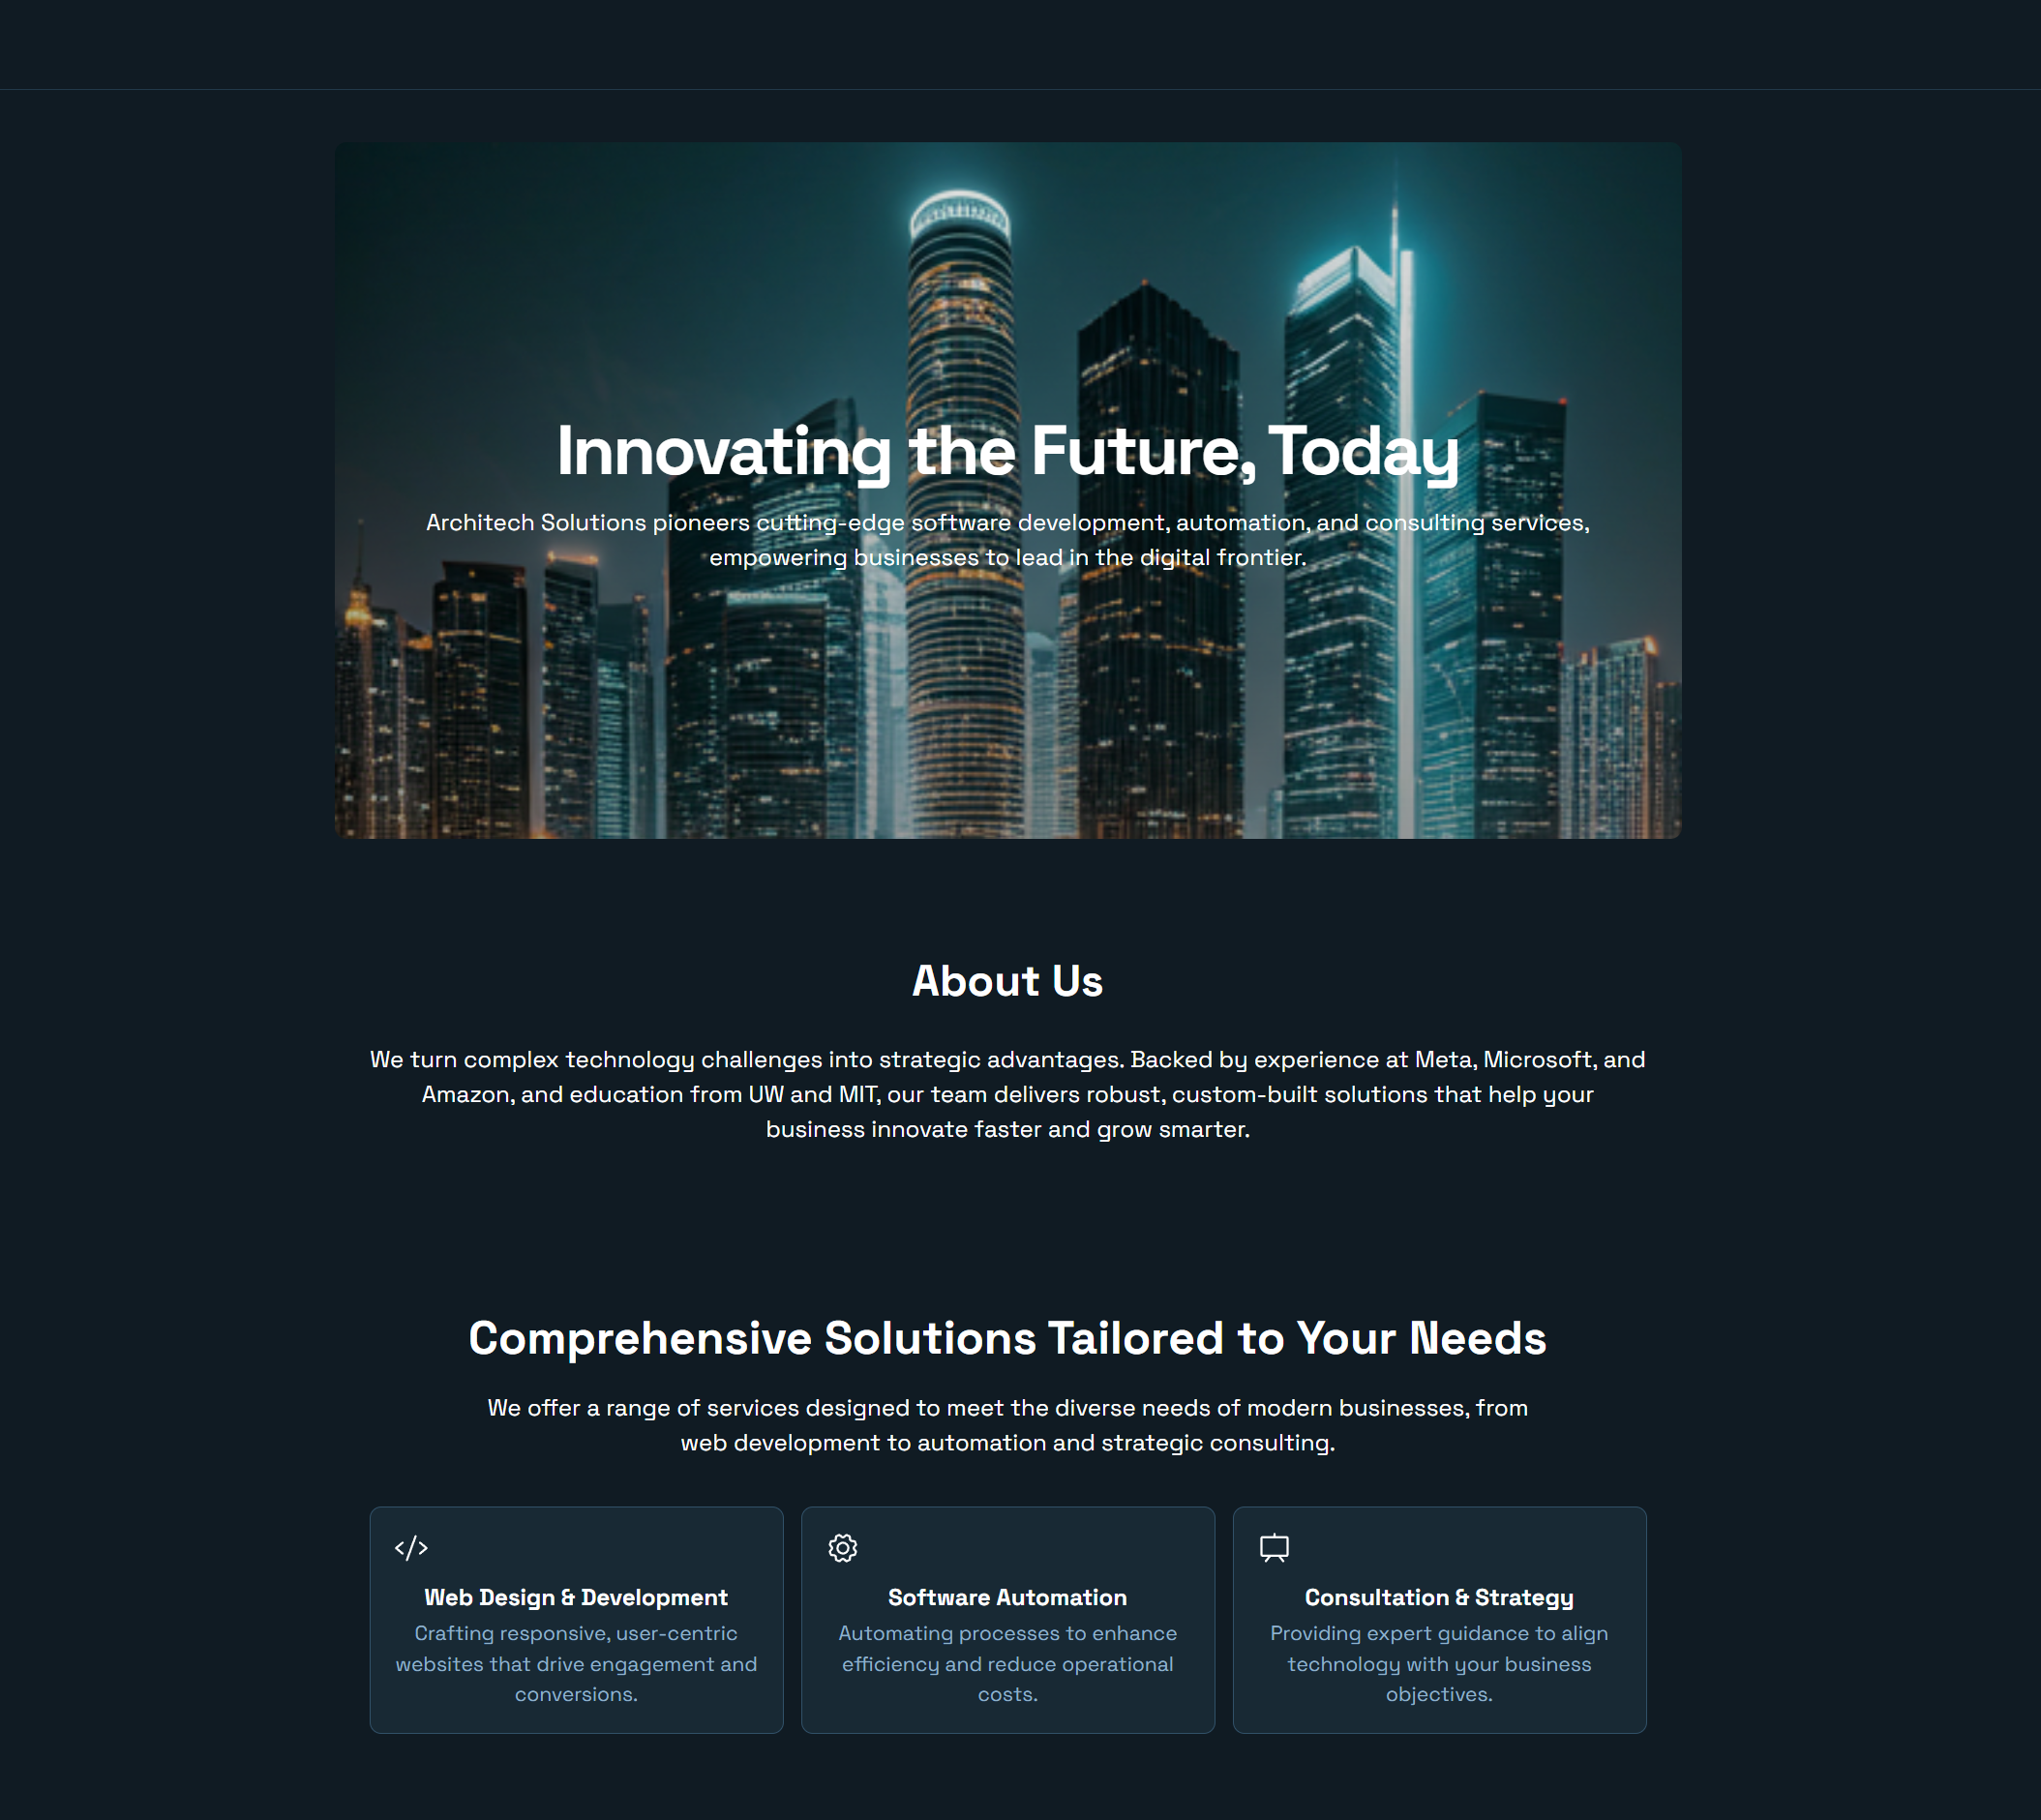 Innovating the Future, Today
Architech Solutions pioneers cutting-edge software development, automation, and consulting services,
empowering businesses to lead in the digital frontier.
About Us
We turn complex technology challenges into strategic advantages. Backed by experience at Meta, Microsoft, and
Amazon, and education from UW and MIT, our team delivers robust, custom-built solutions that help your
business innovate faster and grow smarter.
Comprehensive Solutions Tailored to Your Needs
We offer a range of services designed to meet the diverse needs of modern businesses, from
web development to automation and strategic consulting.
Web Design & Development
Crafting responsive, user-centric
websites that drive engagement and
conversions.
Software Automation
Automating processes to enhance
efficiency and reduce operational
costs.
Consultation & Strategy
Providing expert guidance to align
technology with your business
objectives.